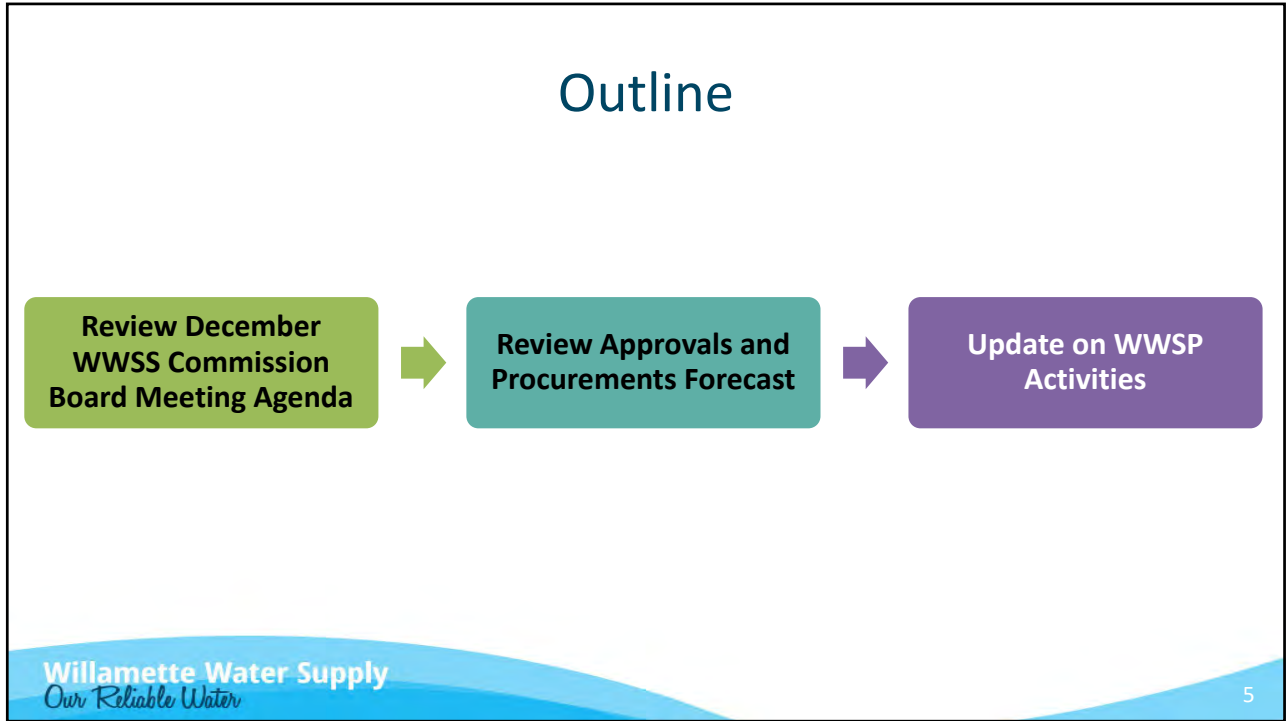 Outline
Review December
WWSS Commission
Board Meeting Agenda
Review Approvals and
Procurements Forecast
Update on WWSP
Activities
Willamette Water Supply
Our Reliable Water
5